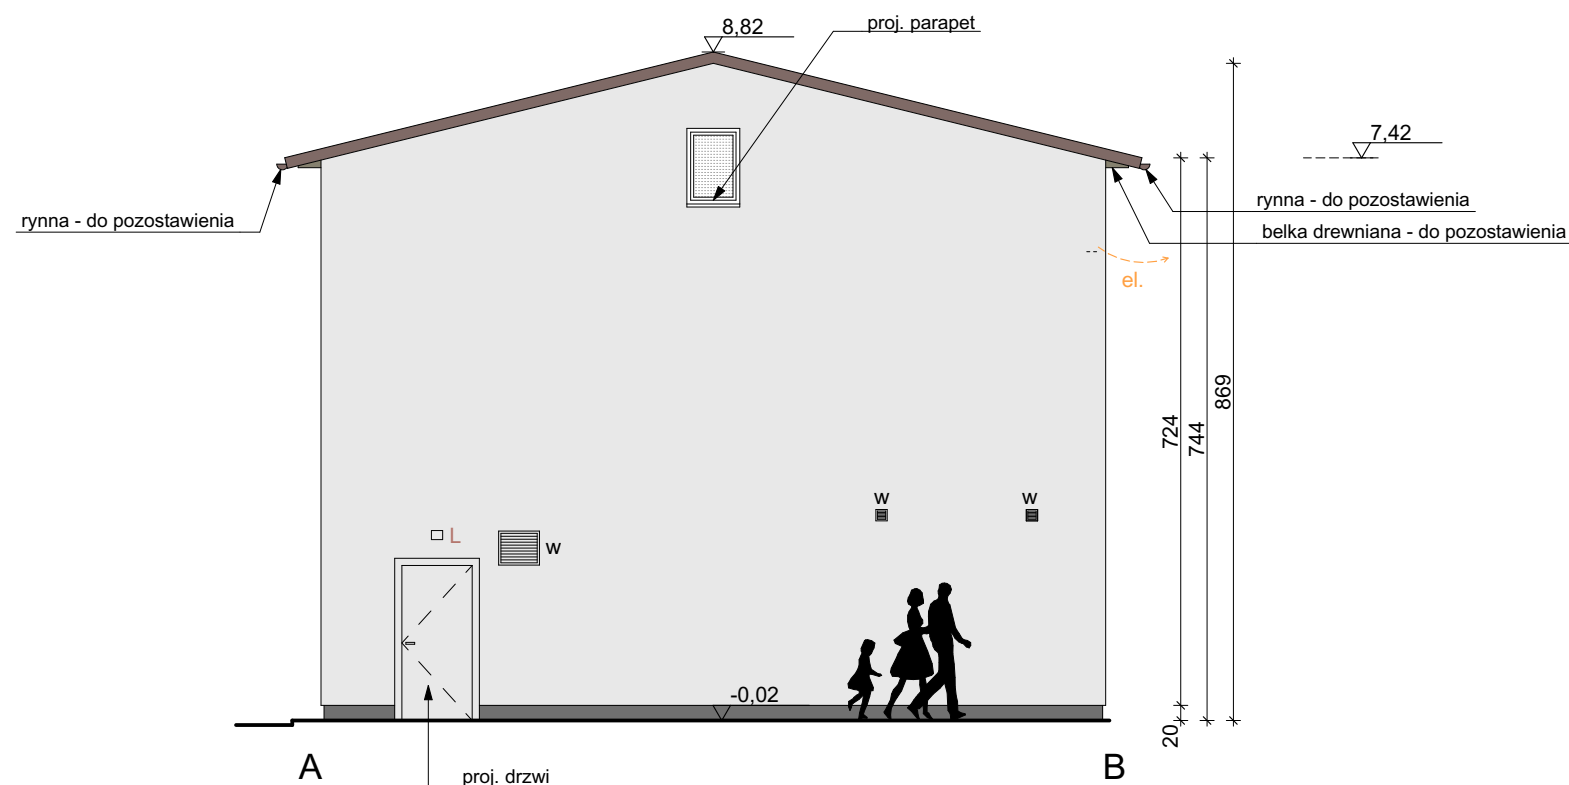 8,82
proj. parapet
7,42
rynna - do pozostawienia
rynna - do pozostawienia
belka drewniana - do pozostawienia
el.
869
724
744
w
w
L
w
-0,02
20
A
B
proj. drzwi